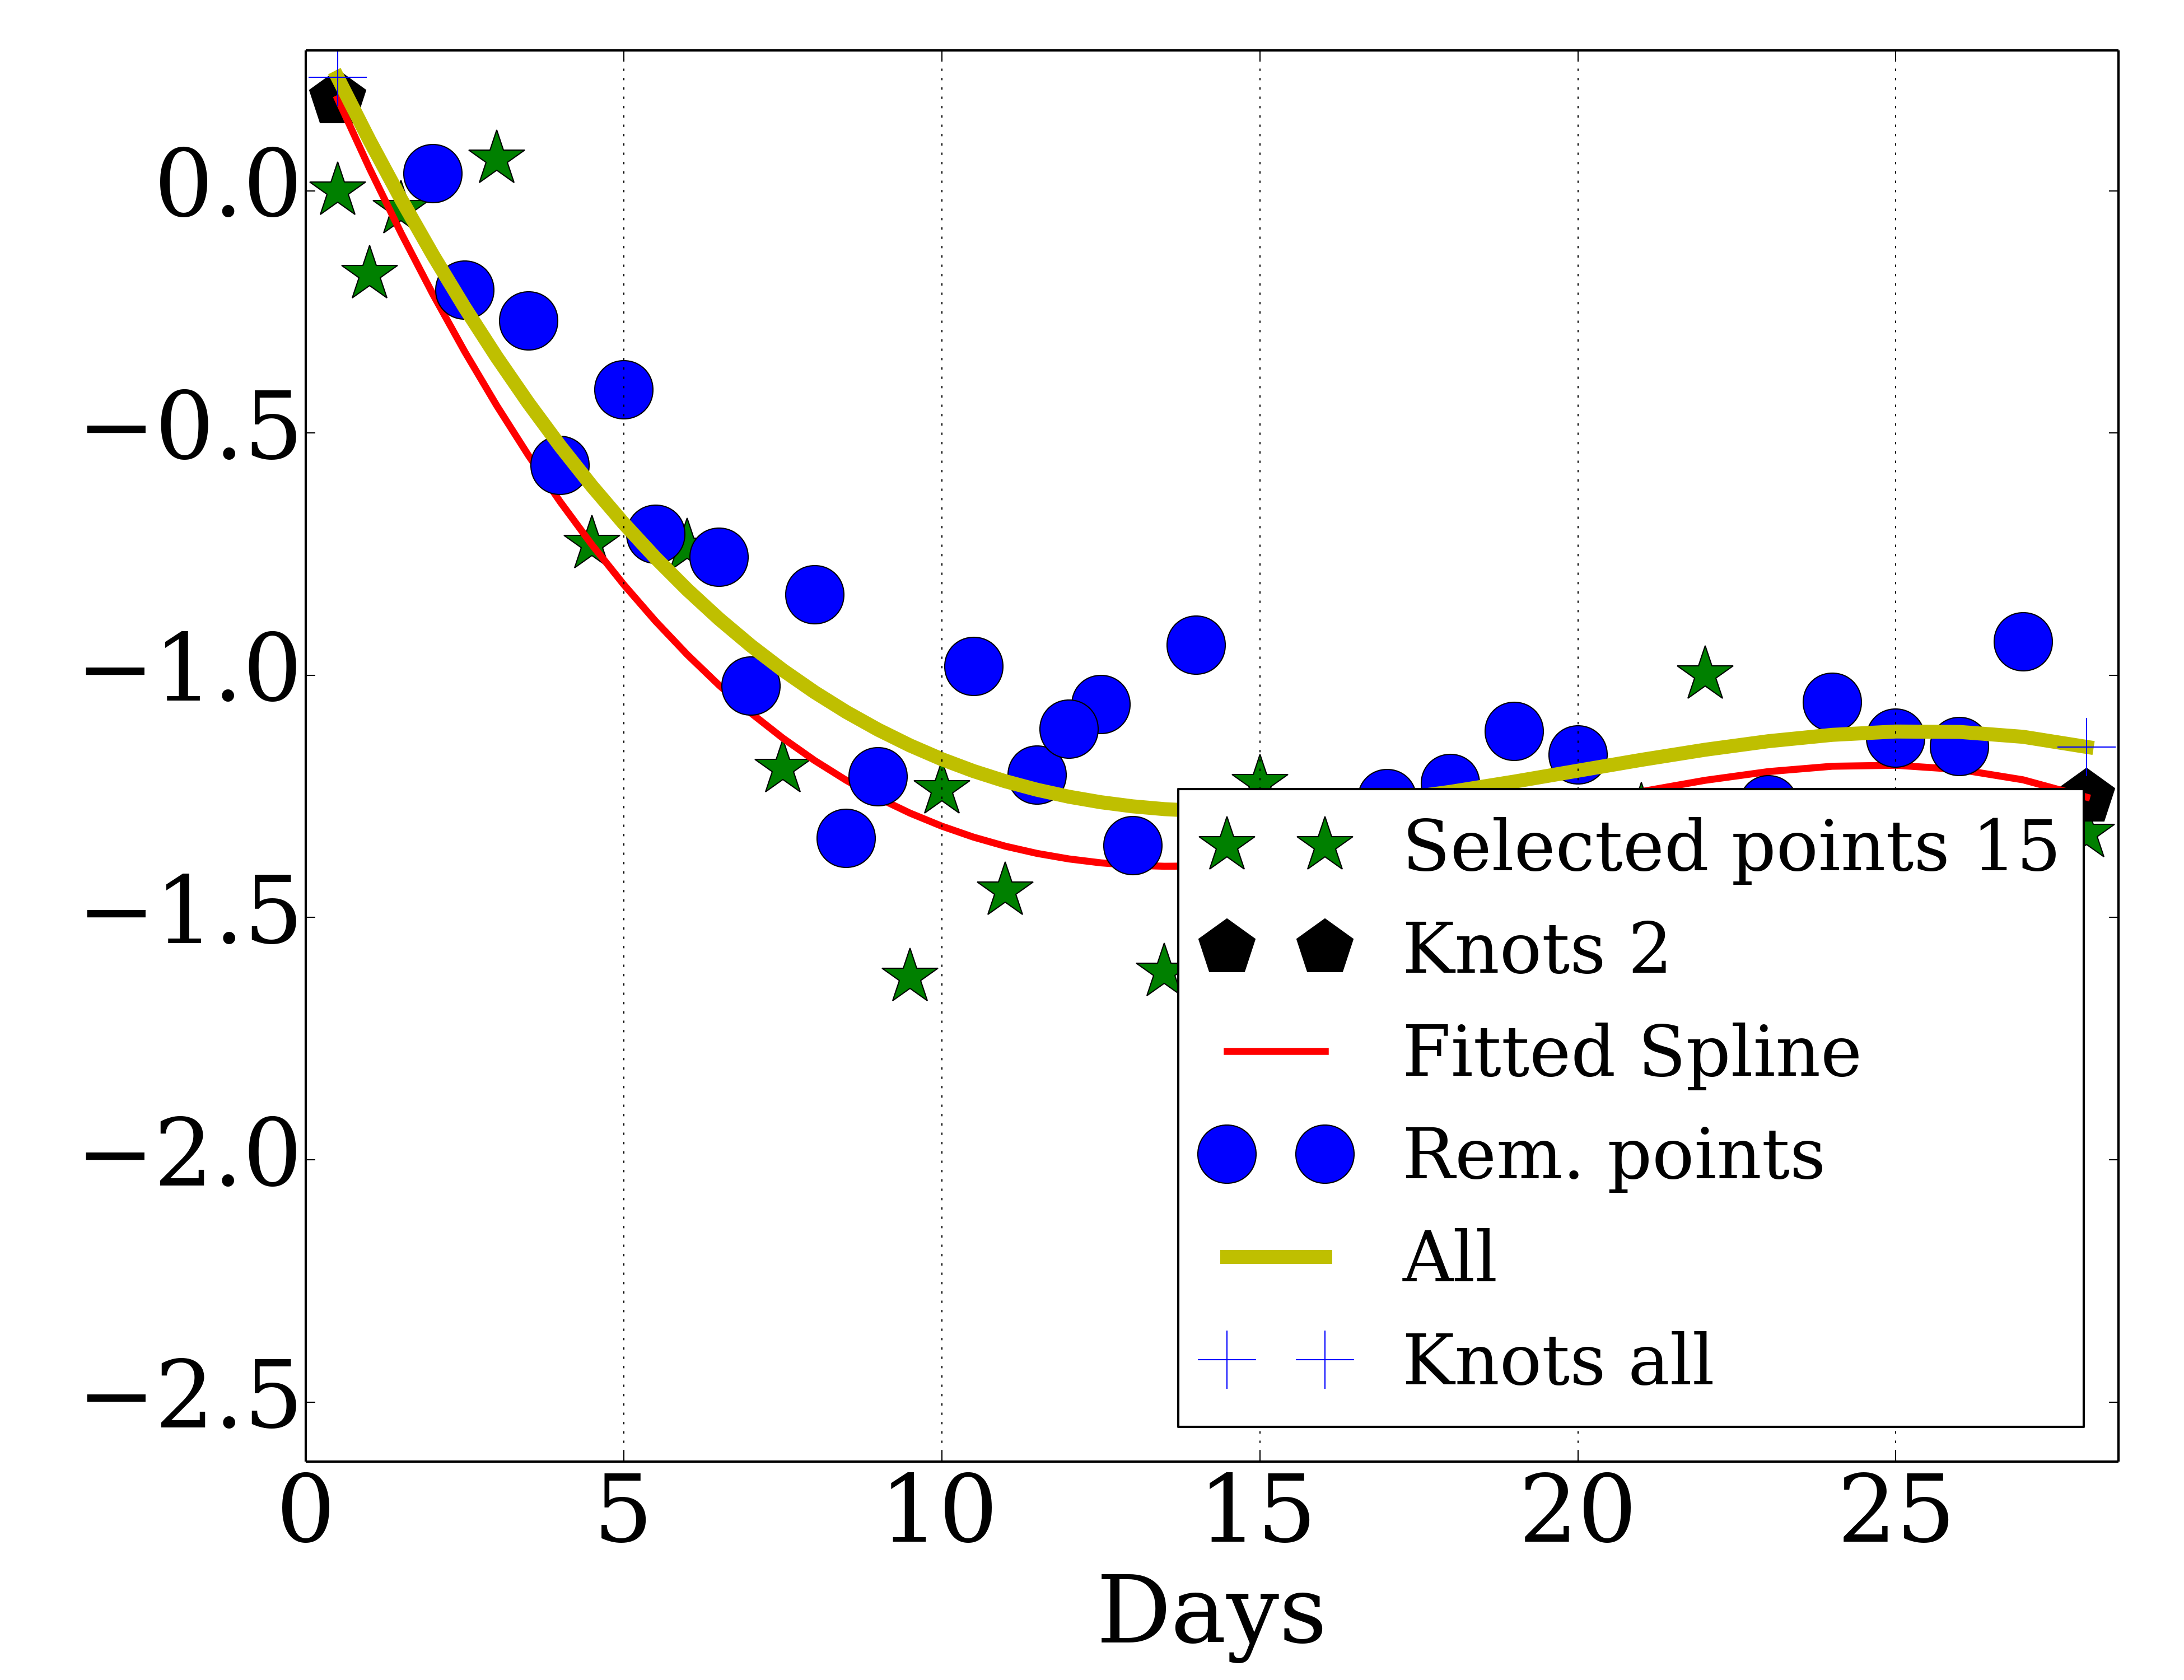 0.0
−0.5
−1.0
−1.5
−2.0
−2.5
Selected points 15
Knots 2
Fitted Spline
Rem. points
All
Knots all
0 5 10 15 20 25
Days